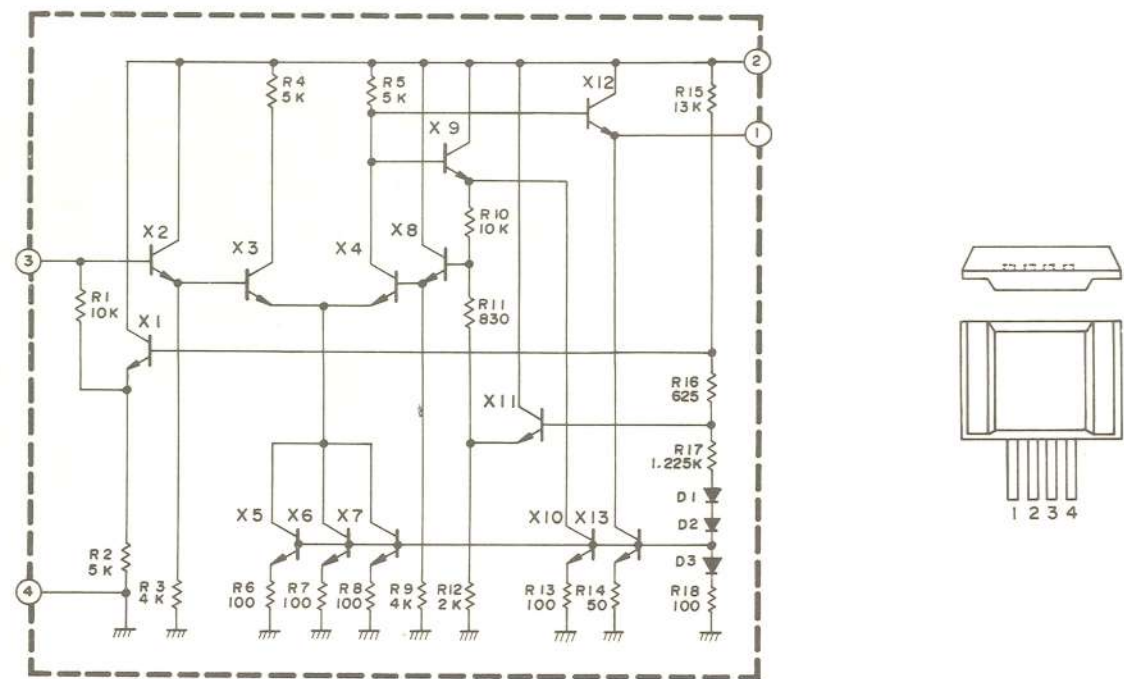 2
X12
R4
5K
R5
5K
R15
13K
1
X9
X2
X3
X4
X8
R10
10K
3
R1
10K
X1
R11
830
R16
625
X11
R17
1.225K
D1
X5
X6
X7
X10
X13
D2
R2
5K
D3
4
R3
4K
R6
100
R7
100
R8
100
R9
4K
R12
2K
R13
100
R14
50
R18
100
1 2 3 4